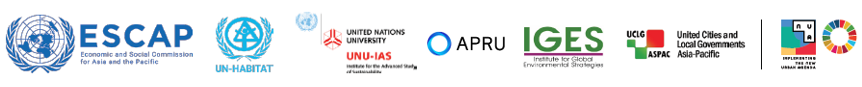 ESCAP
Economic and Social Commission
for Asia and the Pacific
UN-HABITAT
UNITED NATIONS
UNIVERSITY
UNU-IAS
Institute for the Advanced Study
of Sustainability
APRU
IGES
Institute for Global
Environmental Strategies
UCLG
ASPAC
United Cities and
Local Governments
Asia-Pacific
N U
A
IMPLEMENTING
THE NEW
URBAN AGENDA